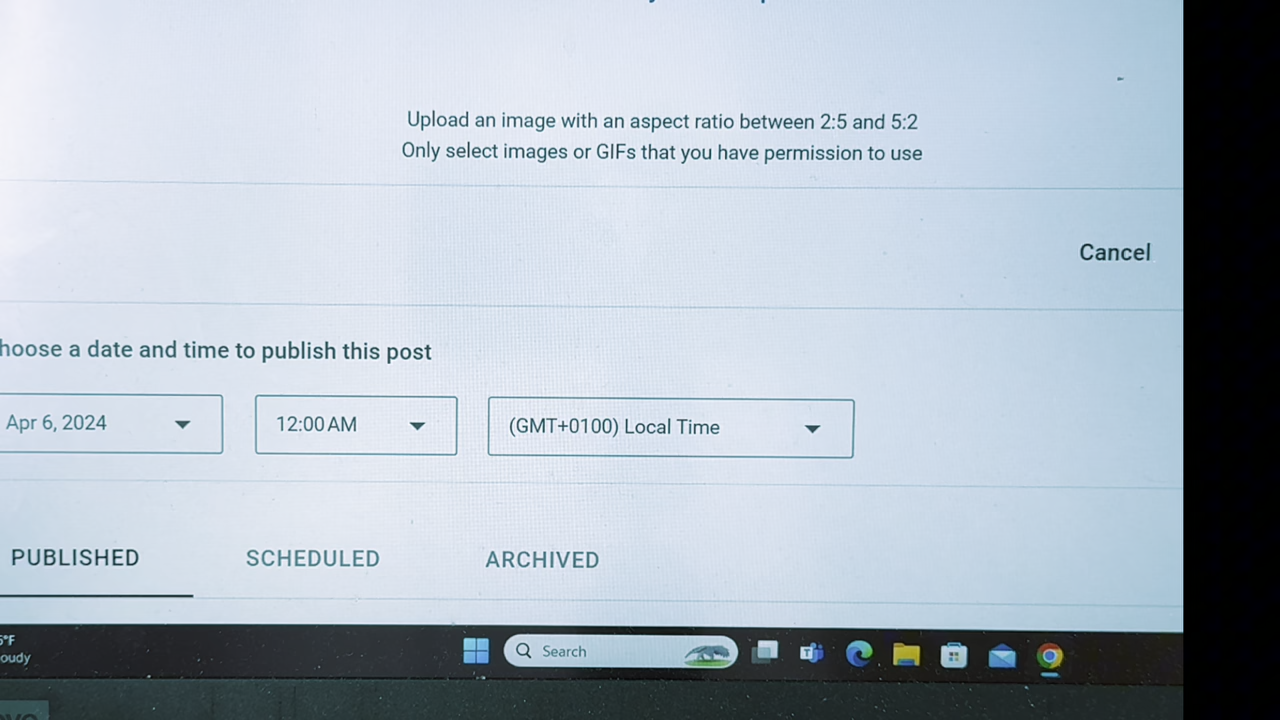 Upload an image with an aspect ratio between 2:5 and 5:2
Only select images or GIFs that you have permission to use
Cancel
hoose a date and time to publish this post
Apr 6, 2024
12:00 AM
(GMT+0100) Local Time
PUBLISHED
SCHEDULED
ARCHIVED
°F
oudy
Search